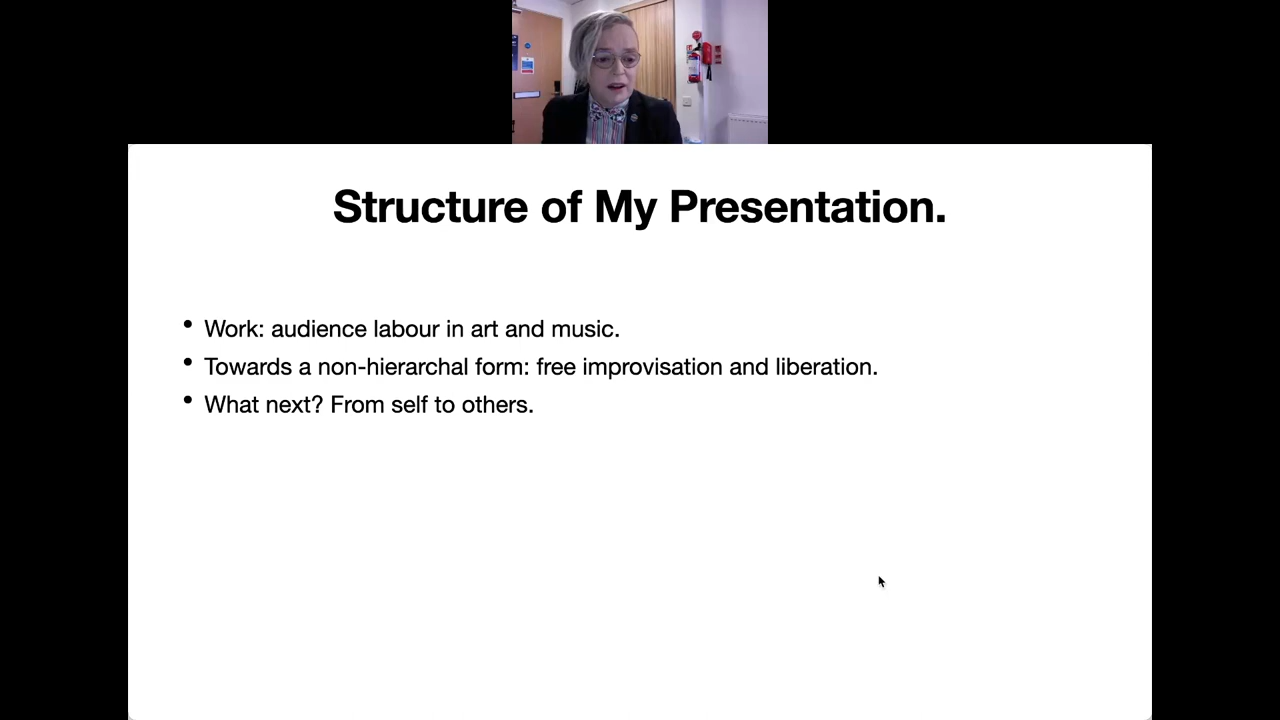 Structure of My Presentation.
• Work: audience labour in art and music.
• Towards a non-hierarchal form: free improvisation and liberation.
• What next? From self to others.